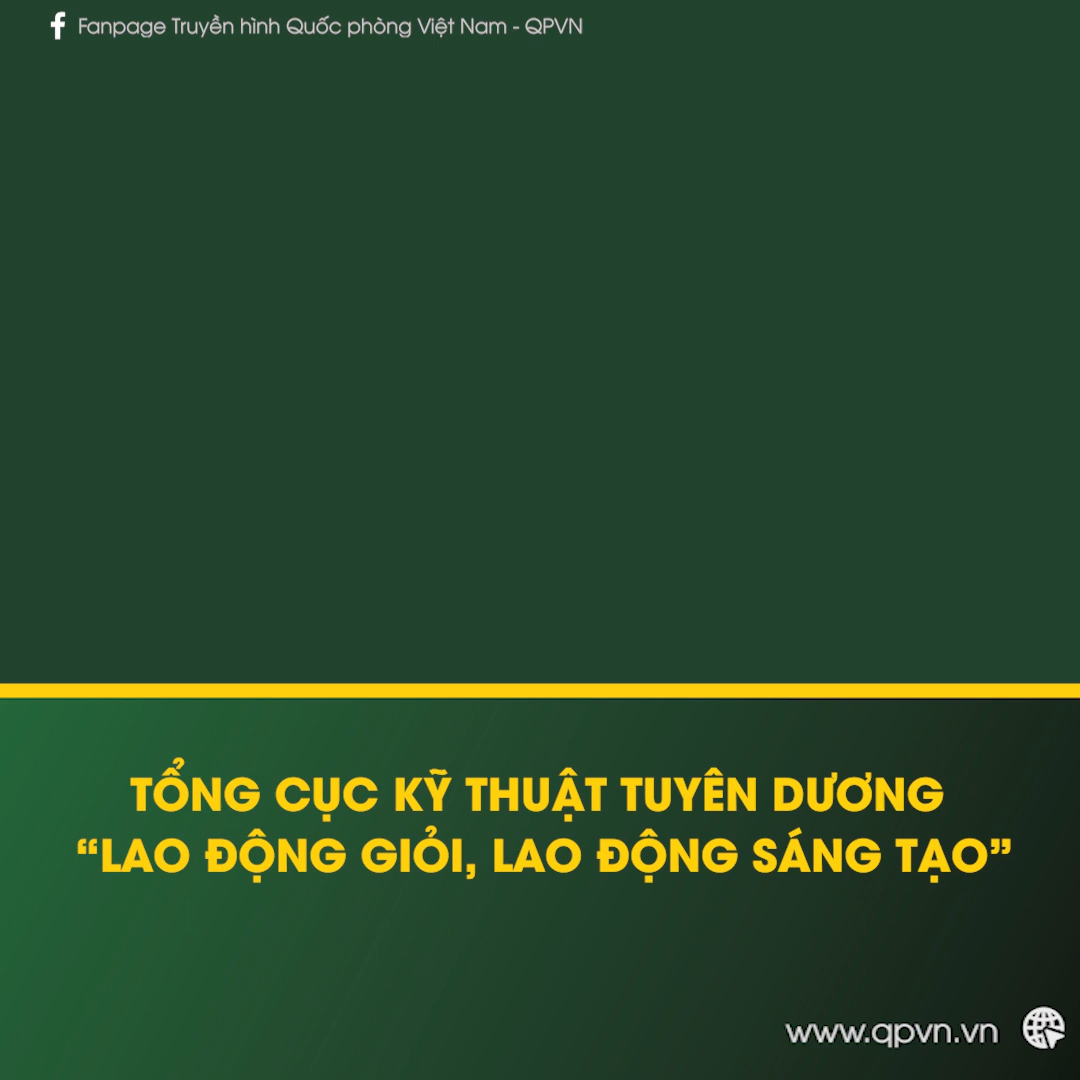 Fanpage Truyền hình Quốc phòng Việt Nam - QPVN
TỔNG CỤC KỸ THUẬT TUYÊN DƯƠNG
“LAO ĐỘNG GIỎI, LAO ĐỘNG SÁNG TẠO”
www.qpvn.vn